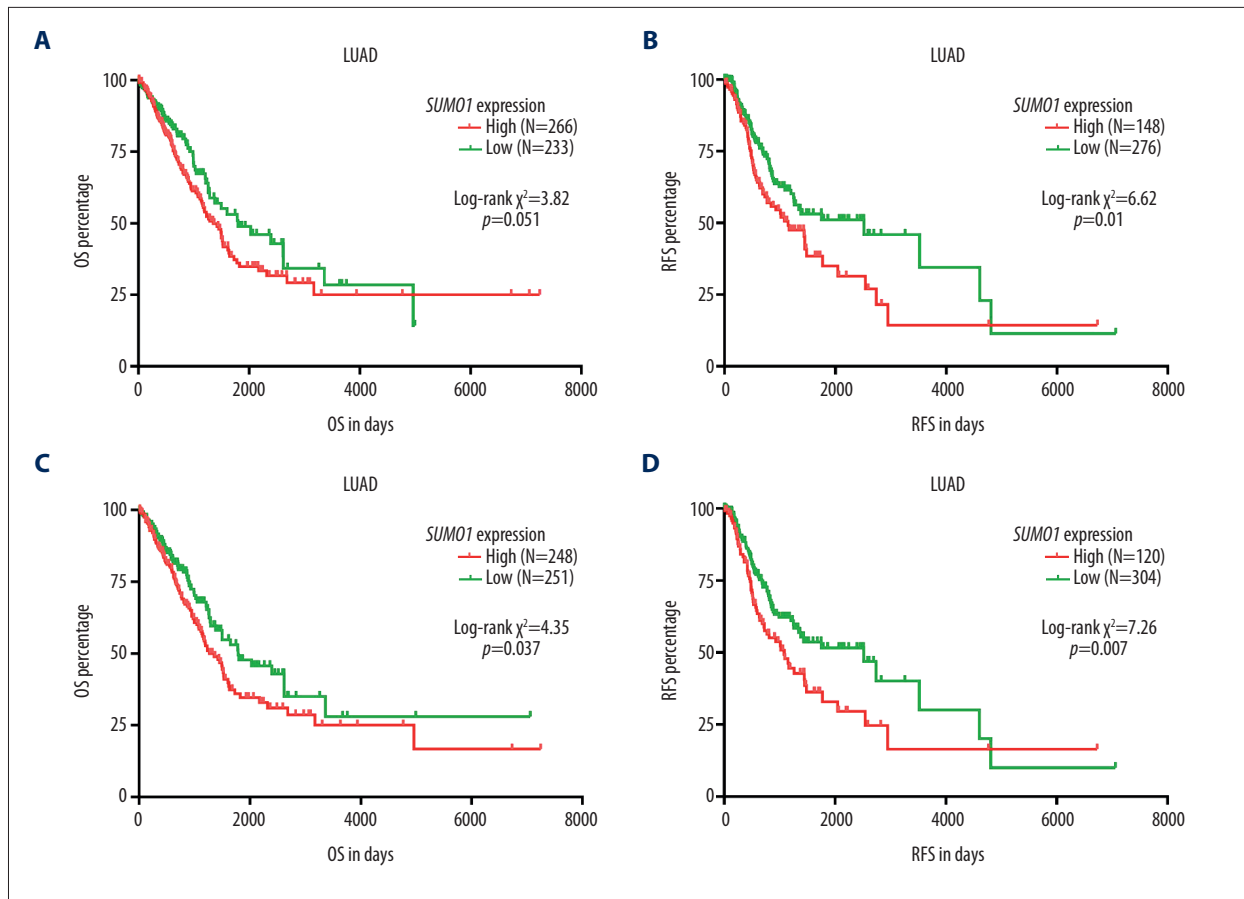 A
LUAD
100
75
50
25
0
OS percentage
SUMO1 expression
High (N=266)
Low (N=233)
Log-rank χ²=3.82
p=0.051
0 2000 4000 6000 8000
OS in days
B
LUAD
100
75
50
25
0
RFS percentage
SUMO1 expression
High (N=148)
Low (N=276)
Log-rank χ²=6.62
p=0.01
0 2000 4000 6000 8000
RFS in days
C
LUAD
100
75
50
25
0
OS percentage
SUMO1 expression
High (N=248)
Low (N=251)
Log-rank χ²=4.35
p=0.037
0 2000 4000 6000 8000
OS in days
D
LUAD
100
75
50
25
0
RFS percentage
SUMO1 expression
High (N=120)
Low (N=304)
Log-rank χ²=7.26
p=0.007
0 2000 4000 6000 8000
RFS in days